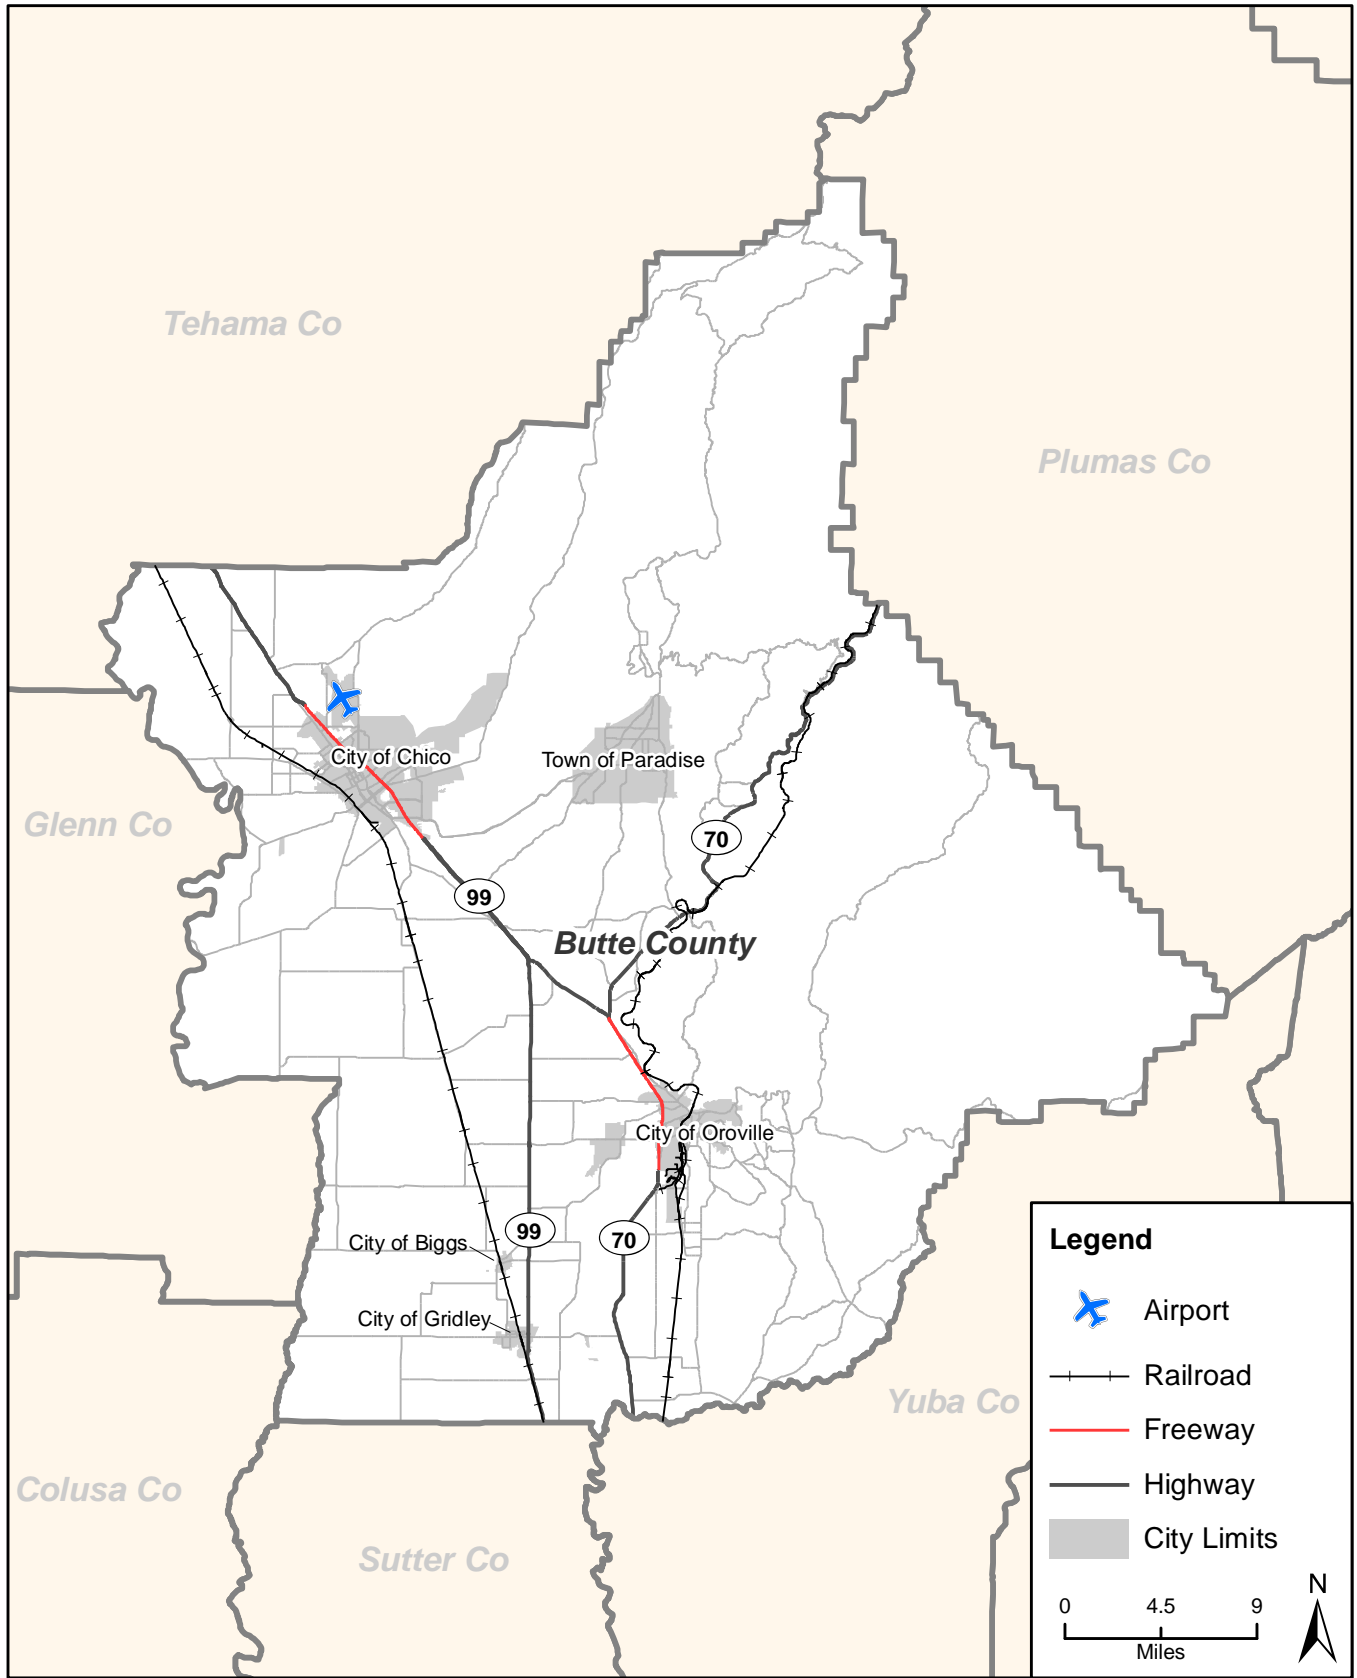 Tehama Co
Plumas Co
City of Chico
Town of Paradise
Glenn Co
70
99
Butte County
City of Oroville
99
70
City of Biggs
City of Gridley
Yuba Co
Colusa Co
Sutter Co
Legend
Airport
Railroad
Freeway
Highway
City Limits
N
0 4.5 9
Miles